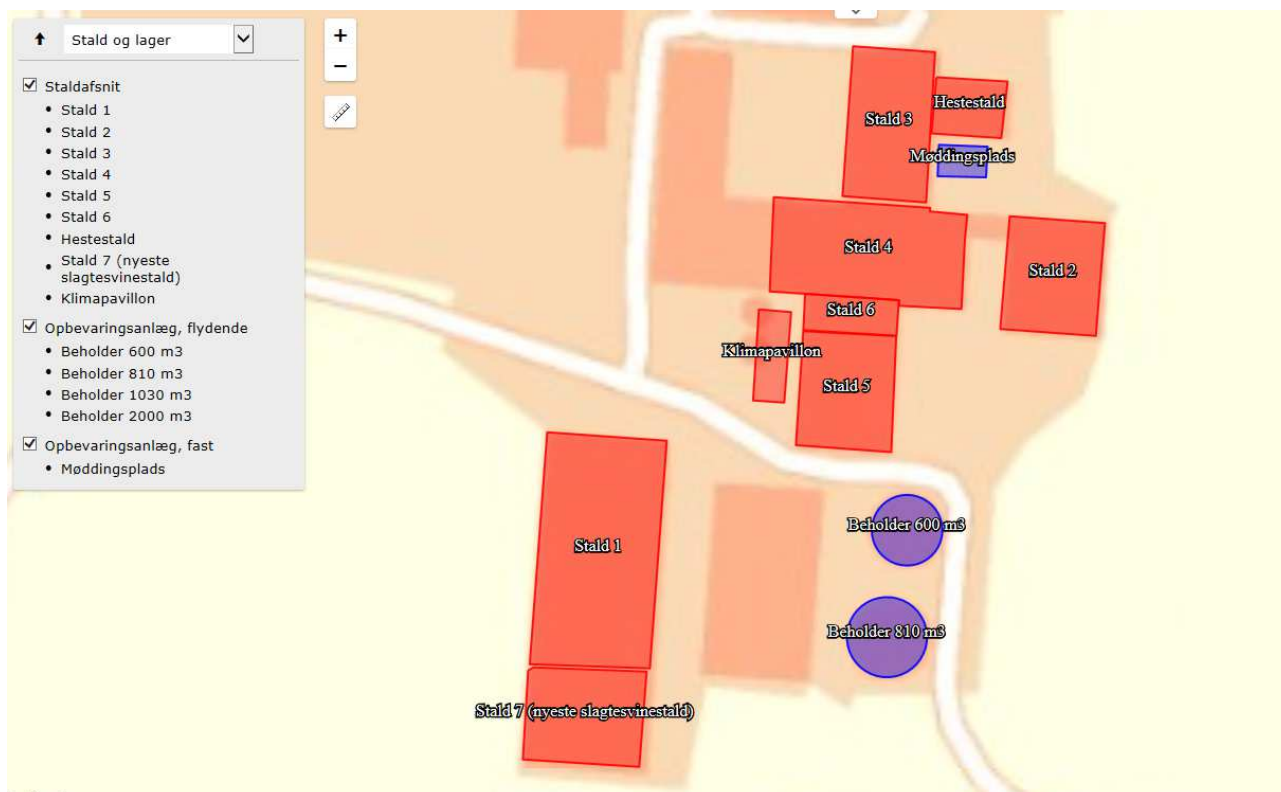 Stald og lager
Staldafsnit
• Stald 1
• Stald 2
• Stald 3
• Stald 4
• Stald 5
• Stald 6
• Hestestald
• Stald 7 (nyeste
slagtesvinestald)
• Klimapavillon
Opbevaringsanlæg, flydende
• Beholder 600 m3
• Beholder 810 m3
• Beholder 1030 m3
• Beholder 2000 m3
Opbevaringsanlæg, fast
• Møddingsplads
+
−
Hestestald
Stald 3
Møddingsplads
Stald 4
Stald 2
Stald 6
Klimapavillon
Stald 5
Beholder 600 m3
Stald 1
Beholder 810 m3
Stald 7 (nyeste slagtesvinestald)